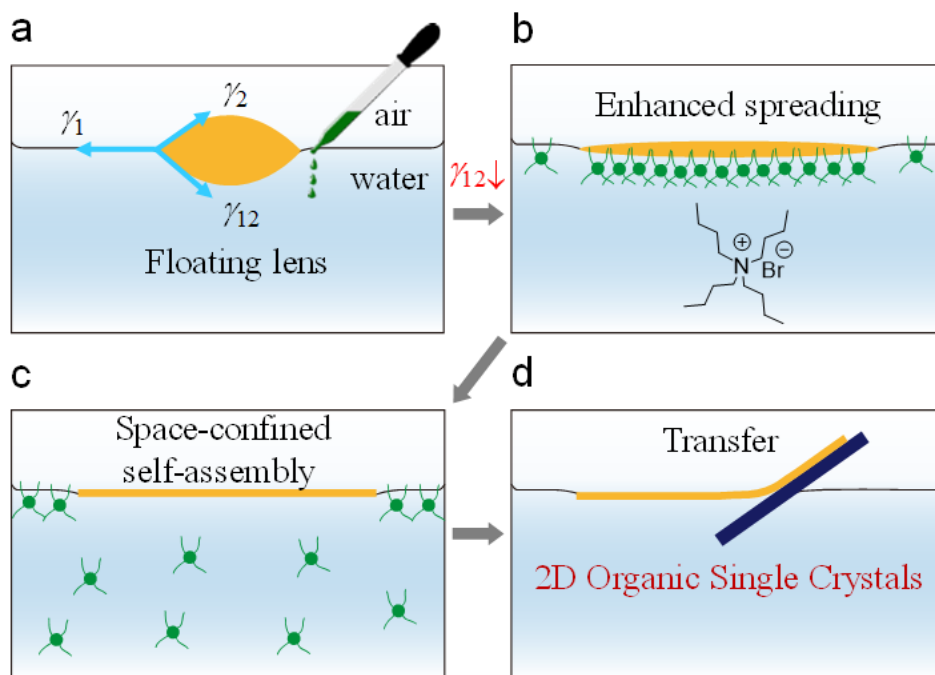 a
γ1
γ2
air
water
γ12
Floating lens
γ12↓
b
Enhanced spreading
N
+
Br
−
c
Space-confined
self-assembly
d
Transfer
2D Organic Single Crystals